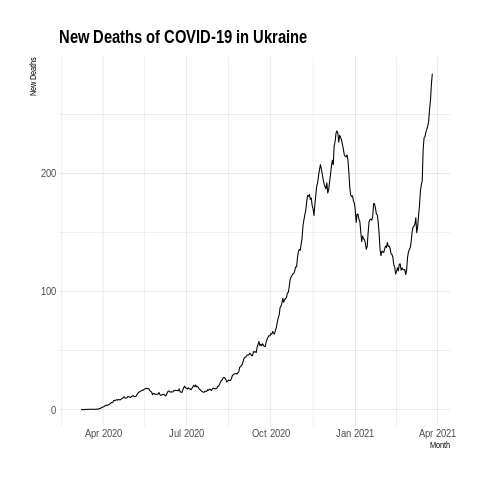 New Deaths of COVID-19 in Ukraine
New Deaths
200
100
0
Apr 2020 Jul 2020 Oct 2020 Jan 2021 Apr 2021
Month